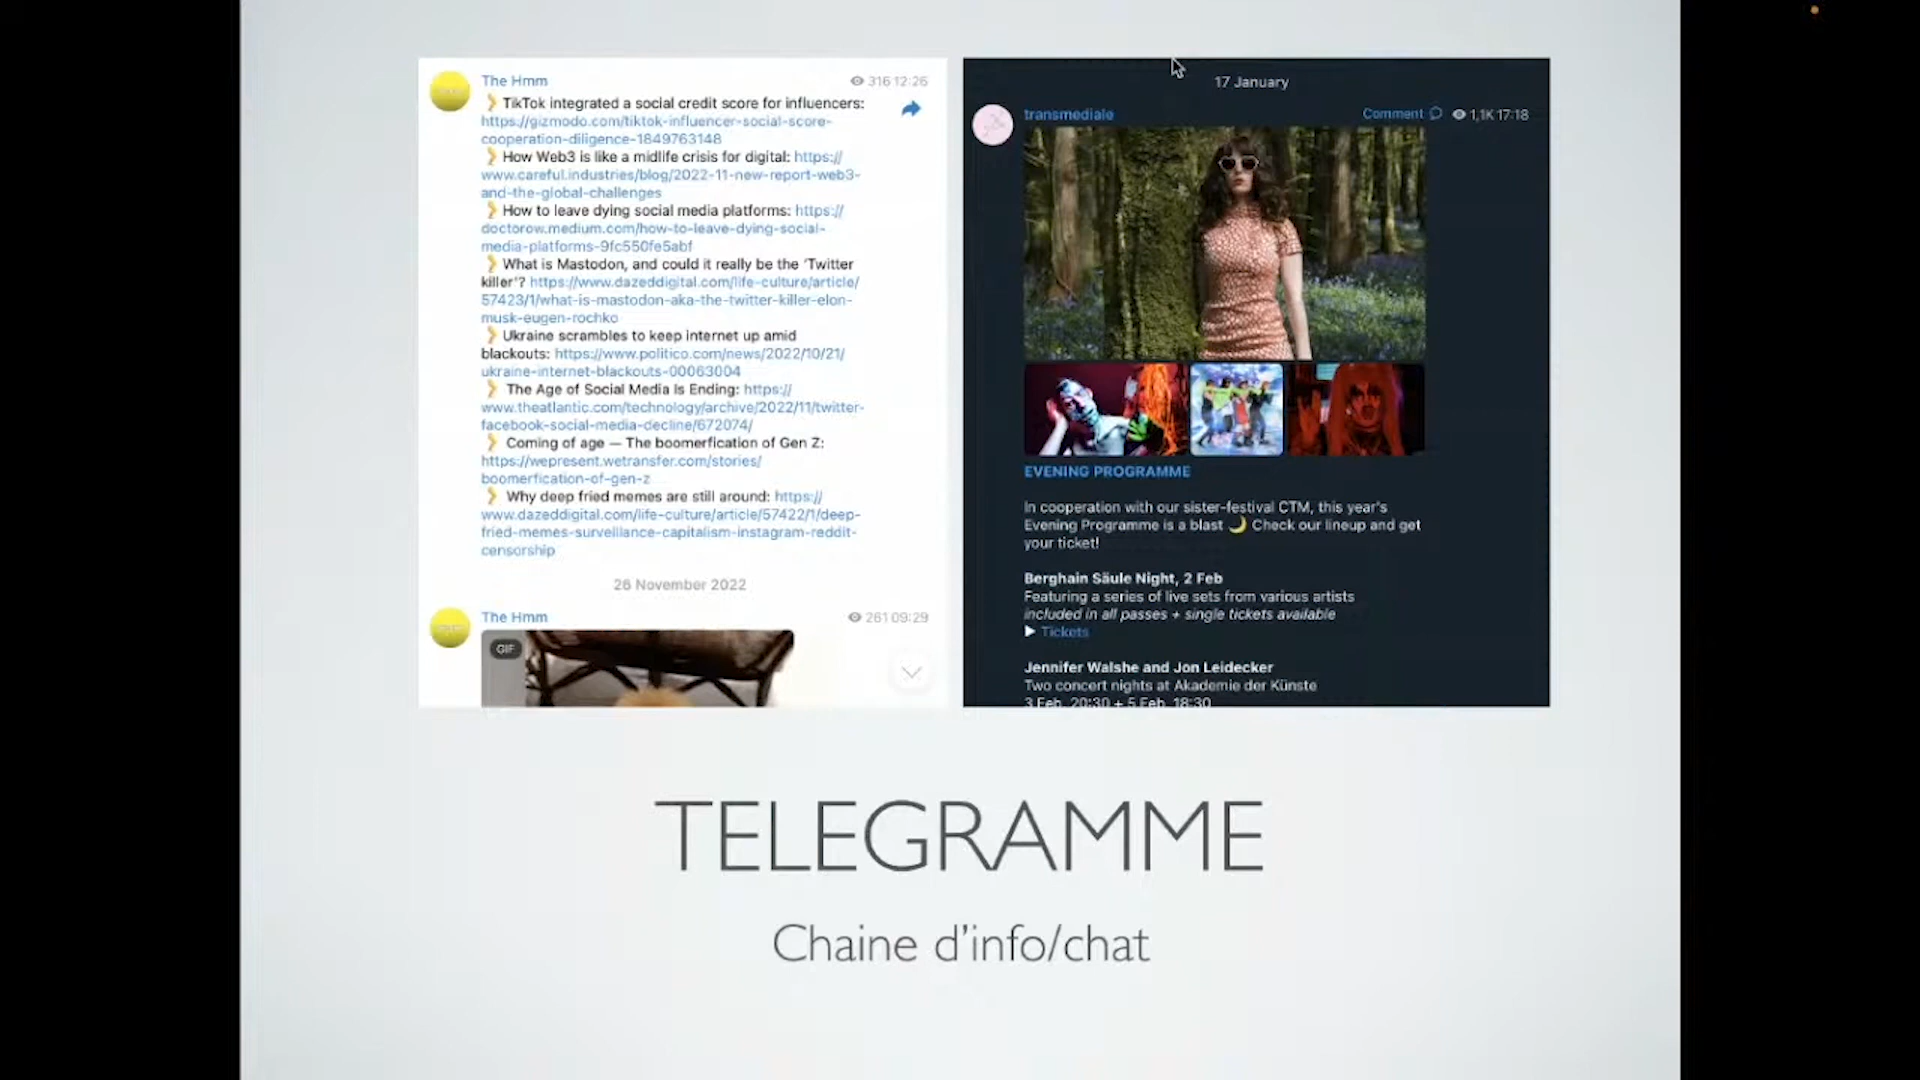 The Hmm
316 12:26
TikTok integrated a social credit score for influencers:
https://gizmodo.com/tiktok-influencer-social-score-
cooperation-diligence-1849763148
How Web3 is like a midlife crisis for digital: https://
www.careful.industries/blog/2022-11-new-report-web3-
and-the-global-challenges
How to leave dying social media platforms: https://
doctorow.medium.com/how-to-leave-dying-social-
media-platforms-9fc550fe5abf
What is Mastodon, and could it really be the ‘Twitter
killer’? https://www.dazeddigital.com/life-culture/article/
57423/1/what-is-mastodon-aka-the-twitter-killer-elon-
musk-eugen-rochko
Ukraine scrambles to keep internet up amid
blackouts: https://www.politico.com/news/2022/10/21/
ukraine-internet-blackouts-00063004
The Age of Social Media Is Ending: https://
www.theatlantic.com/technology/archive/2022/11/twitter-
facebook-social-media-decline/672074/
Coming of age — The boomerfication of Gen Z:
https://wepresent.wetransfer.com/stories/
boomerfication-of-gen-z
Why deep fried memes are still around: https://
www.dazeddigital.com/life-culture/article/57422/1/deep-
fried-memes-surveillance-capitalism-instagram-reddit-
censorship
28 November 2022
The Hmm
261 09:29
GIF
17 January
transmediale
Comment 1,1K 17:18
EVENING PROGRAMME
In cooperation with our sister-festival CTM, this year's
Evening Programme is a blast 🌙 Check our lineup and get
your ticket!
Berghain Säule Night, 2 Feb
Featuring a series of live sets from various artists
included in all passes + single tickets available
▶ Tickets
Jennifer Walshe and Jon Leidecker
Two concert nights at Akademie der Künste
3 Feb, 20:30 + 5 Feb, 18:30
TELEGRAMME
Chaine d’info/chat